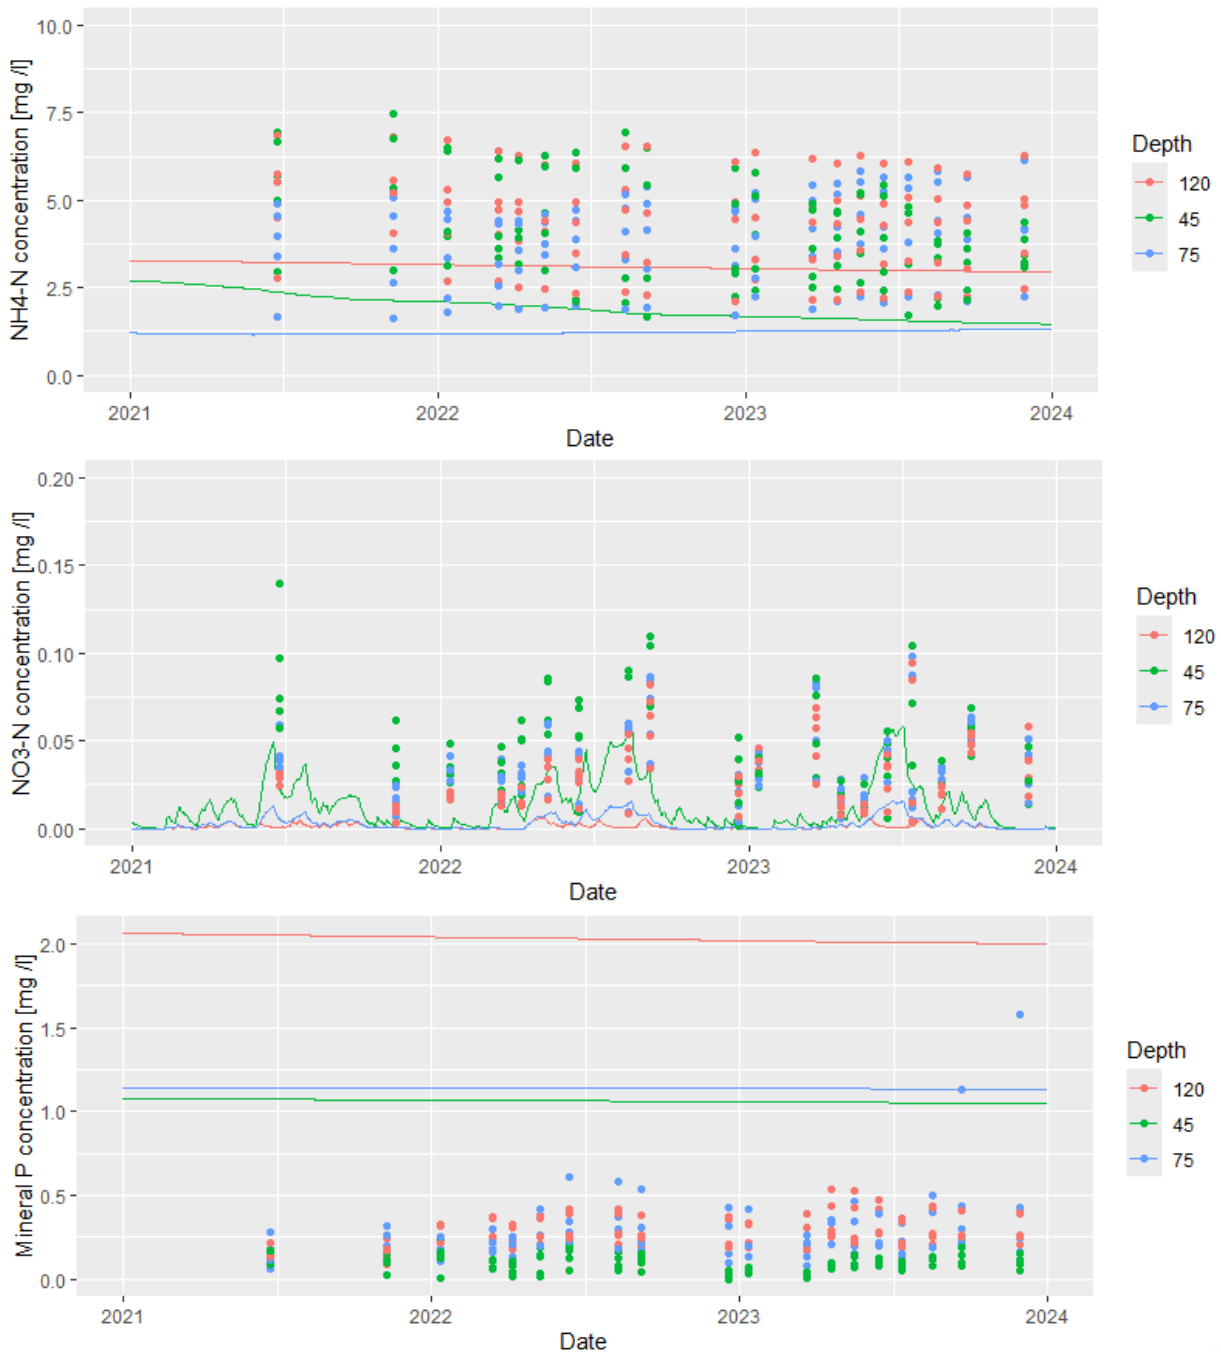 NH4-N concentration [mg /l]
10.0
7.5
5.0
2.5
0.0
2021 2022 2023 2024
Date
Depth
120
45
75
NO3-N concentration [mg /l]
0.20
0.15
0.10
0.05
0.00
2021 2022 2023 2024
Date
Depth
120
45
75
Mineral P concentration [mg /l]
2.0
1.5
1.0
0.5
0.0
2021 2022 2023 2024
Date
Depth
120
45
75